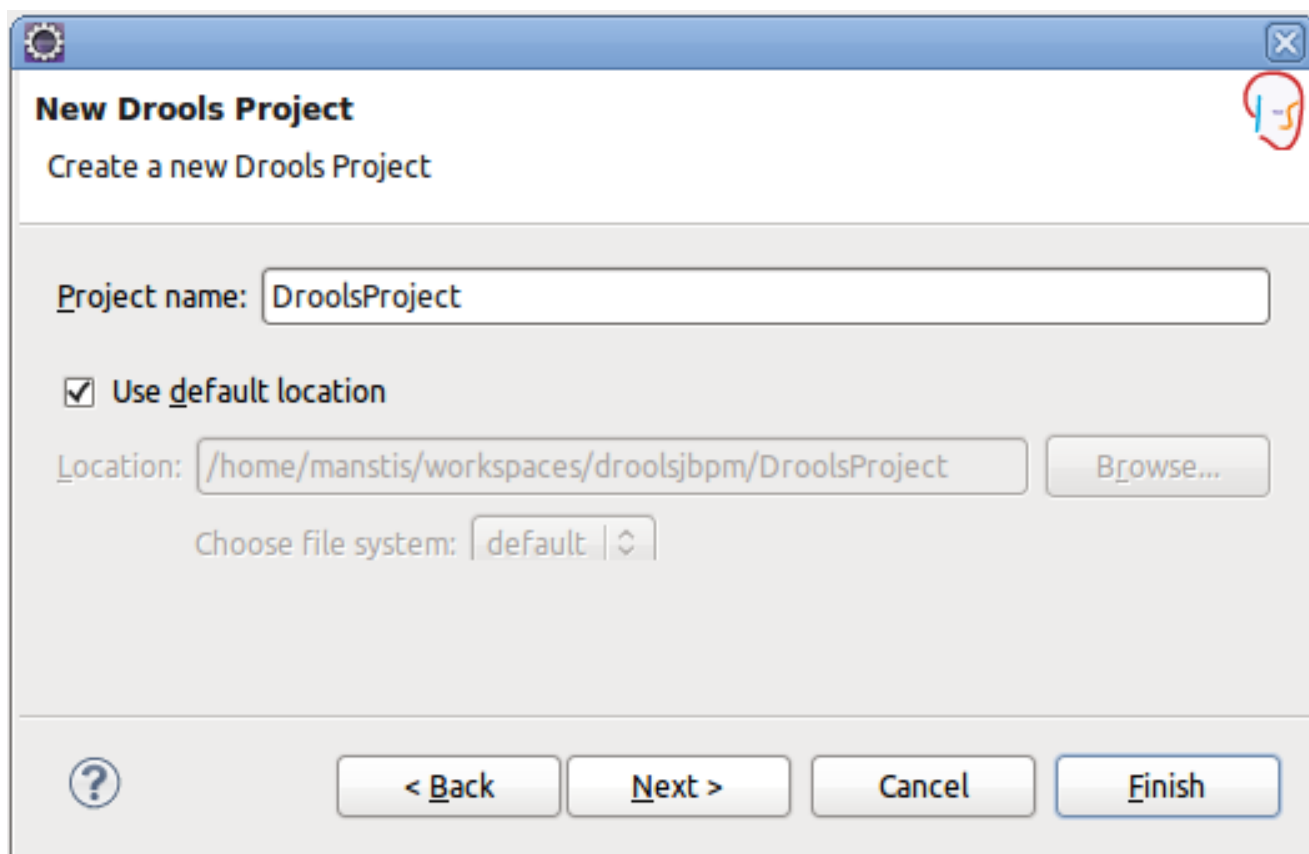 New Drools Project
Create a new Drools Project
Project name: DroolsProject
Use default location
Location: /home/manstis/workspaces/droolsjbpm/DroolsProject Browse...
Choose file system: default
? < Back Next > Cancel Finish